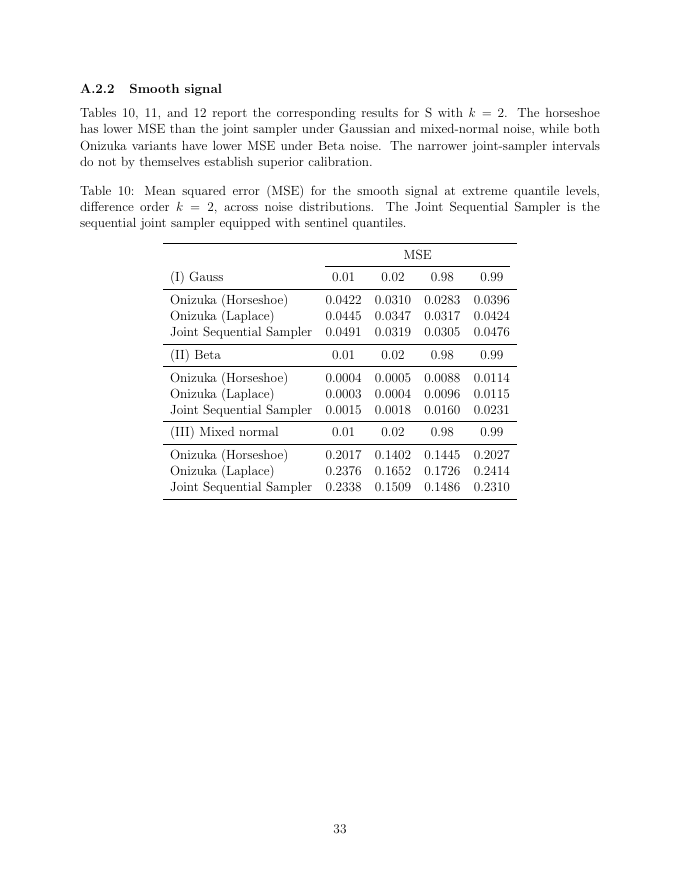 A.2.2 Smooth signal
Tables 10, 11, and 12 report the corresponding results for S with k = 2. The horseshoe
has lower MSE than the joint sampler under Gaussian and mixed-normal noise, while both
Onizuka variants have lower MSE under Beta noise. The narrower joint-sampler intervals
do not by themselves establish superior calibration.
Table 10: Mean squared error (MSE) for the smooth signal at extreme quantile levels,
difference order k = 2, across noise distributions. The Joint Sequential Sampler is the
sequential joint sampler equipped with sentinel quantiles.
MSE
(I) Gauss 0.01 0.02 0.98 0.99
Onizuka (Horseshoe) 0.0422 0.0310 0.0283 0.0396
Onizuka (Laplace) 0.0445 0.0347 0.0317 0.0424
Joint Sequential Sampler 0.0491 0.0319 0.0305 0.0476
(II) Beta 0.01 0.02 0.98 0.99
Onizuka (Horseshoe) 0.0004 0.0005 0.0088 0.0114
Onizuka (Laplace) 0.0003 0.0004 0.0096 0.0115
Joint Sequential Sampler 0.0015 0.0018 0.0160 0.0231
(III) Mixed normal 0.01 0.02 0.98 0.99
Onizuka (Horseshoe) 0.2017 0.1402 0.1445 0.2027
Onizuka (Laplace) 0.2376 0.1652 0.1726 0.2414
Joint Sequential Sampler 0.2338 0.1509 0.1486 0.2310
33